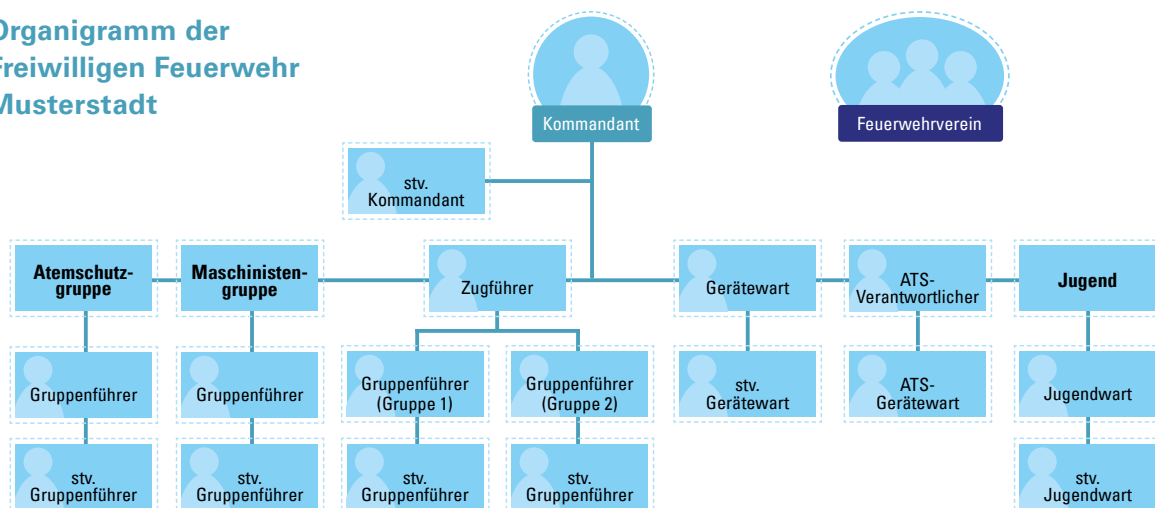 Organigramm der
Freiwilligen Feuerwehr
Musterstadt
Kommandant
Feuerwehrverein
stv.
Kommandant
Atemschutz-
gruppe
Maschinisten-
gruppe
Zugführer
Gerätewart
ATS-
Verantwortlicher
Jugend
Gruppenführer
Gruppenführer
Gruppenführer
(Gruppe 1)
Gruppenführer
(Gruppe 2)
stv.
Gerätewart
ATS-
Gerätewart
Jugendwart
stv.
Gruppenführer
stv.
Gruppenführer
stv.
Gruppenführer
stv.
Gruppenführer
stv.
Jugendwart